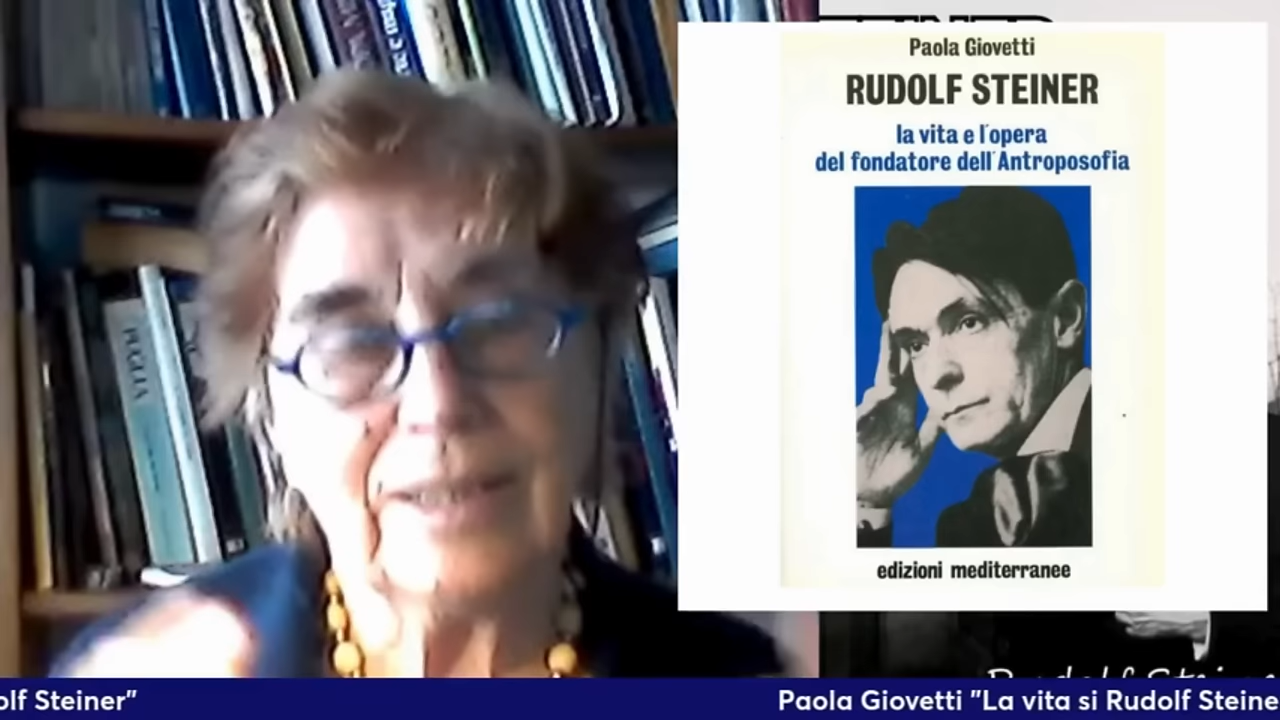 PUGLIA
Paola Giovetti
RUDOLF STEINER
la vita e l'opera
del fondatore dell'Antroposofia
edizioni mediterranee
olf Steiner"
Paola Giovetti "La vita si Rudolf Steine